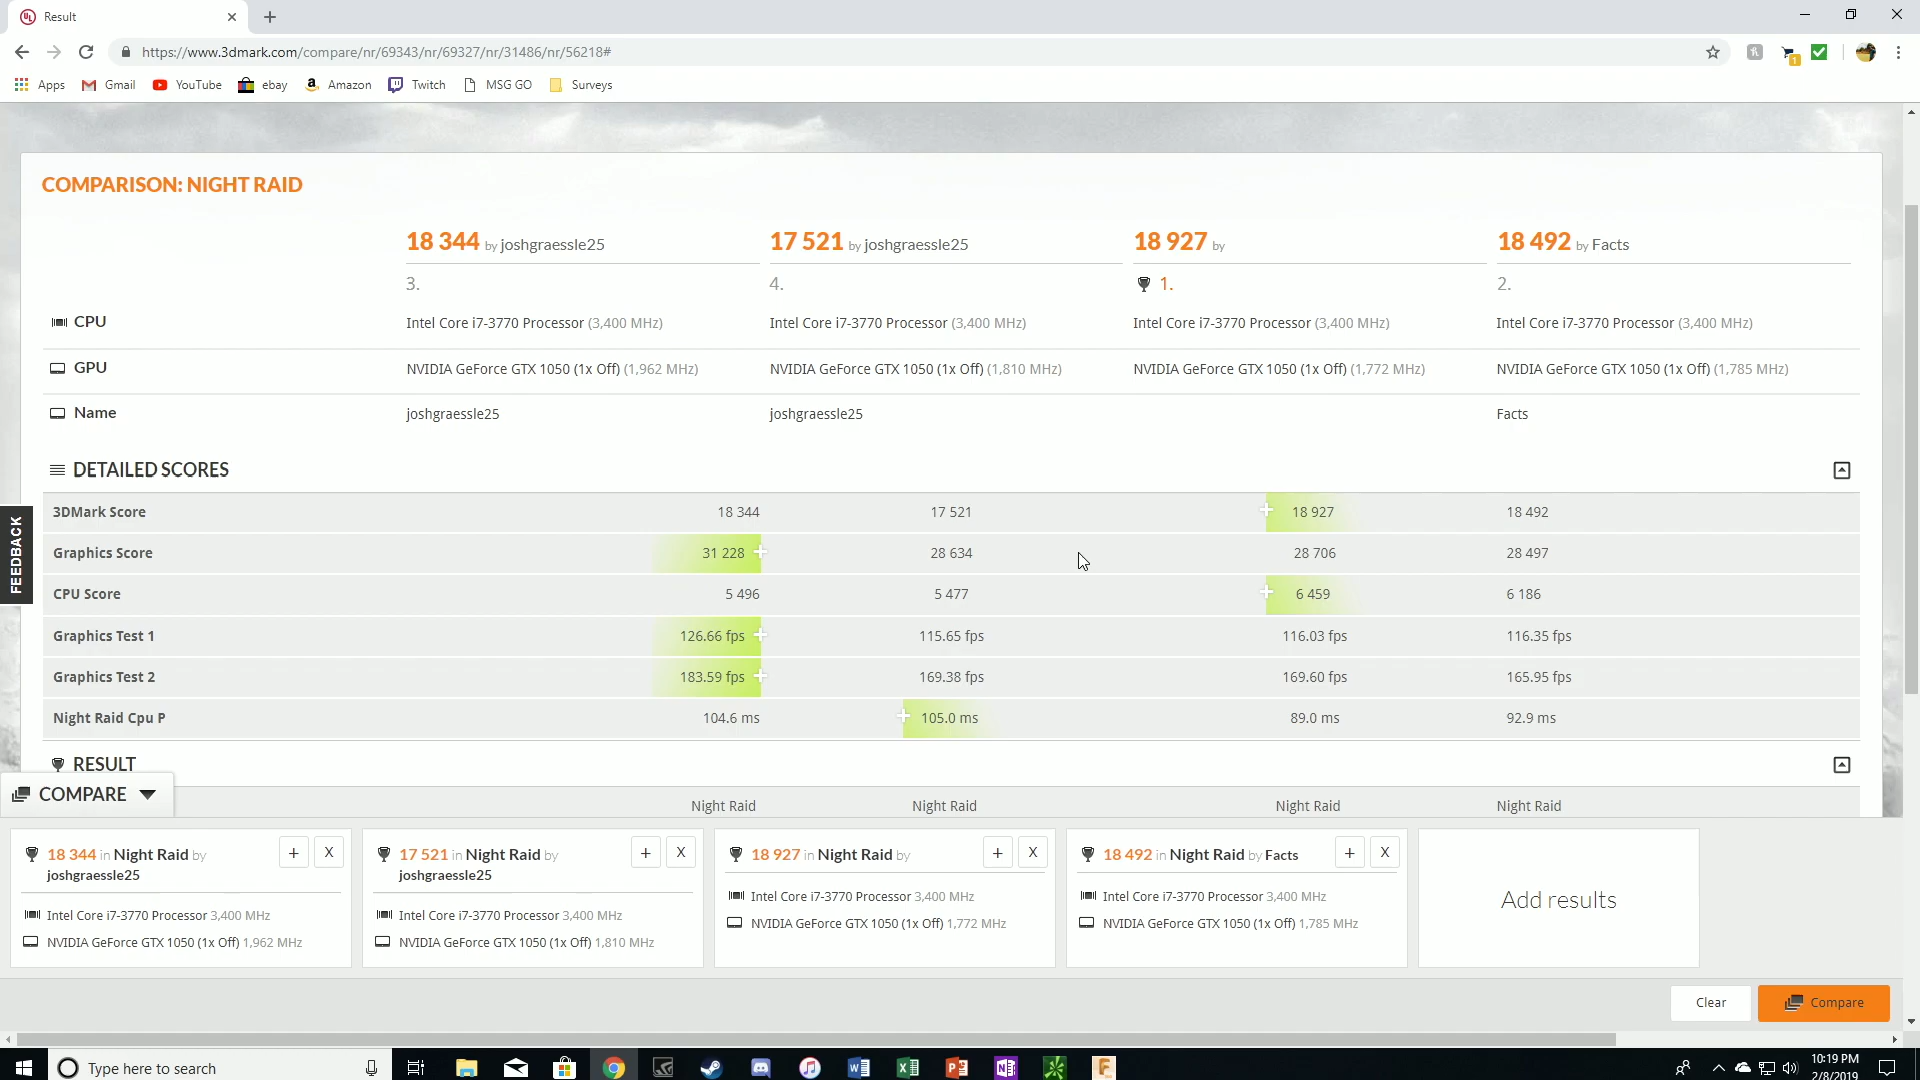 Result
https://www.3dmark.com/compare/nr/69343/nr/69327/nr/31486/nr/56218#
Apps Gmail YouTube ebay Amazon Twitch MSG GO Surveys
COMPARISON: NIGHT RAID
18 344 by joshgraessle25 17 521 by joshgraessle25 18 927 by 18 492 by Facts
3. 4. 1. 2.
CPU Intel Core i7-3770 Processor (3,400 MHz) Intel Core i7-3770 Processor (3,400 MHz) Intel Core i7-3770 Processor (3,400 MHz) Intel Core i7-3770 Processor (3,400 MHz)
GPU NVIDIA GeForce GTX 1050 (1x Off) (1,962 MHz) NVIDIA GeForce GTX 1050 (1x Off) (1,810 MHz) NVIDIA GeForce GTX 1050 (1x Off) (1,772 MHz) NVIDIA GeForce GTX 1050 (1x Off) (1,785 MHz)
Name joshgraessle25 joshgraessle25 Facts
DETAILED SCORES
3DMark Score 18 344 17 521 18 927 18 492
Graphics Score 31 228 28 634 28 706 28 497
CPU Score 5 496 5 477 6 459 6 186
Graphics Test 1 126.66 fps 115.65 fps 116.03 fps 116.35 fps
Graphics Test 2 183.59 fps 169.38 fps 169.60 fps 165.95 fps
Night Raid Cpu P 104.6 ms 105.0 ms 89.0 ms 92.9 ms
FEEDBACK
RESULT
COMPARE
Night Raid Night Raid Night Raid Night Raid
18 344 in Night Raid by + X 17 521 in Night Raid by + X 18 927 in Night Raid by + X 18 492 in Night Raid by Facts + X
joshgraessle25 joshgraessle25
Intel Core i7-3770 Processor 3,400 MHz Intel Core i7-3770 Processor 3,400 MHz Intel Core i7-3770 Processor 3,400 MHz Intel Core i7-3770 Processor 3,400 MHz
NVIDIA GeForce GTX 1050 (1x Off) 1,962 MHz NVIDIA GeForce GTX 1050 (1x Off) 1,810 MHz NVIDIA GeForce GTX 1050 (1x Off) 1,772 MHz NVIDIA GeForce GTX 1050 (1x Off) 1,785 MHz
Add results
Clear Compare
Type here to search
10:19 PM
2/8/2019